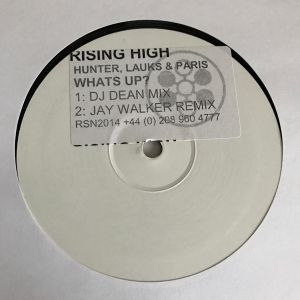 RISING HIGH
HUNTER, LAUKS & PARIS
WHATS UP?
1: DJ DEAN MIX
2: JAY WALKER REMIX
RSN2014 +44 (0) 208 960 4777